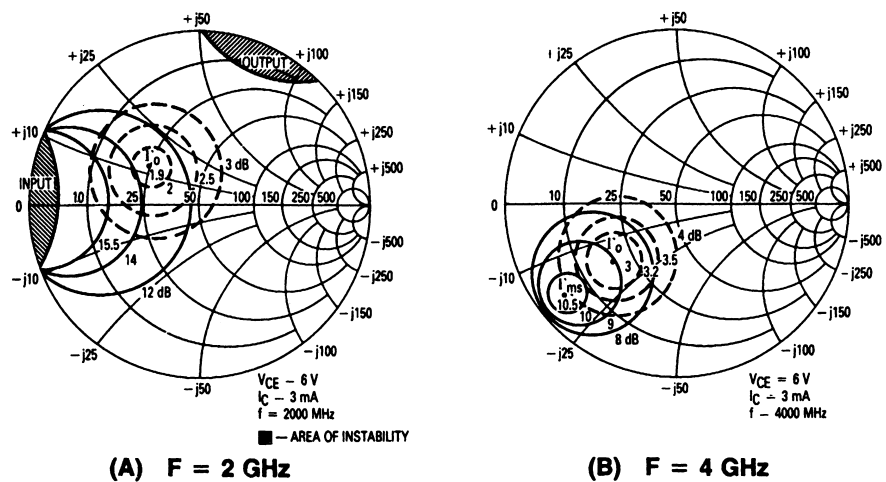 + j50
+ j25
OUTPUT
+ j100
+ j150
+ j10
+ j250
+ j500
INPUT
Γo
3 dB
1.9
2
2.5
0
10
25
50
100
150
250
500
15.5
14
12 dB
− j10
− j500
− j250
− j150
− j25
− j100
− j50
VCE − 6 V
IC − 3 mA
f = 2000 MHz
− AREA OF INSTABILITY
(A) F = 2 GHz
+ j50
j25
+ j100
+ j150
+ j10
+ j250
+ j500
0
10
25
50
100
150
250
500
Γo
4 dB
3
3.2
3.5
Γms
10.5
10
9
8 dB
− j10
− j500
− j250
− j150
− j25
− j100
− j50
VCE = 6 V
IC − 3 mA
f − 4000 MHz
(B) F = 4 GHz